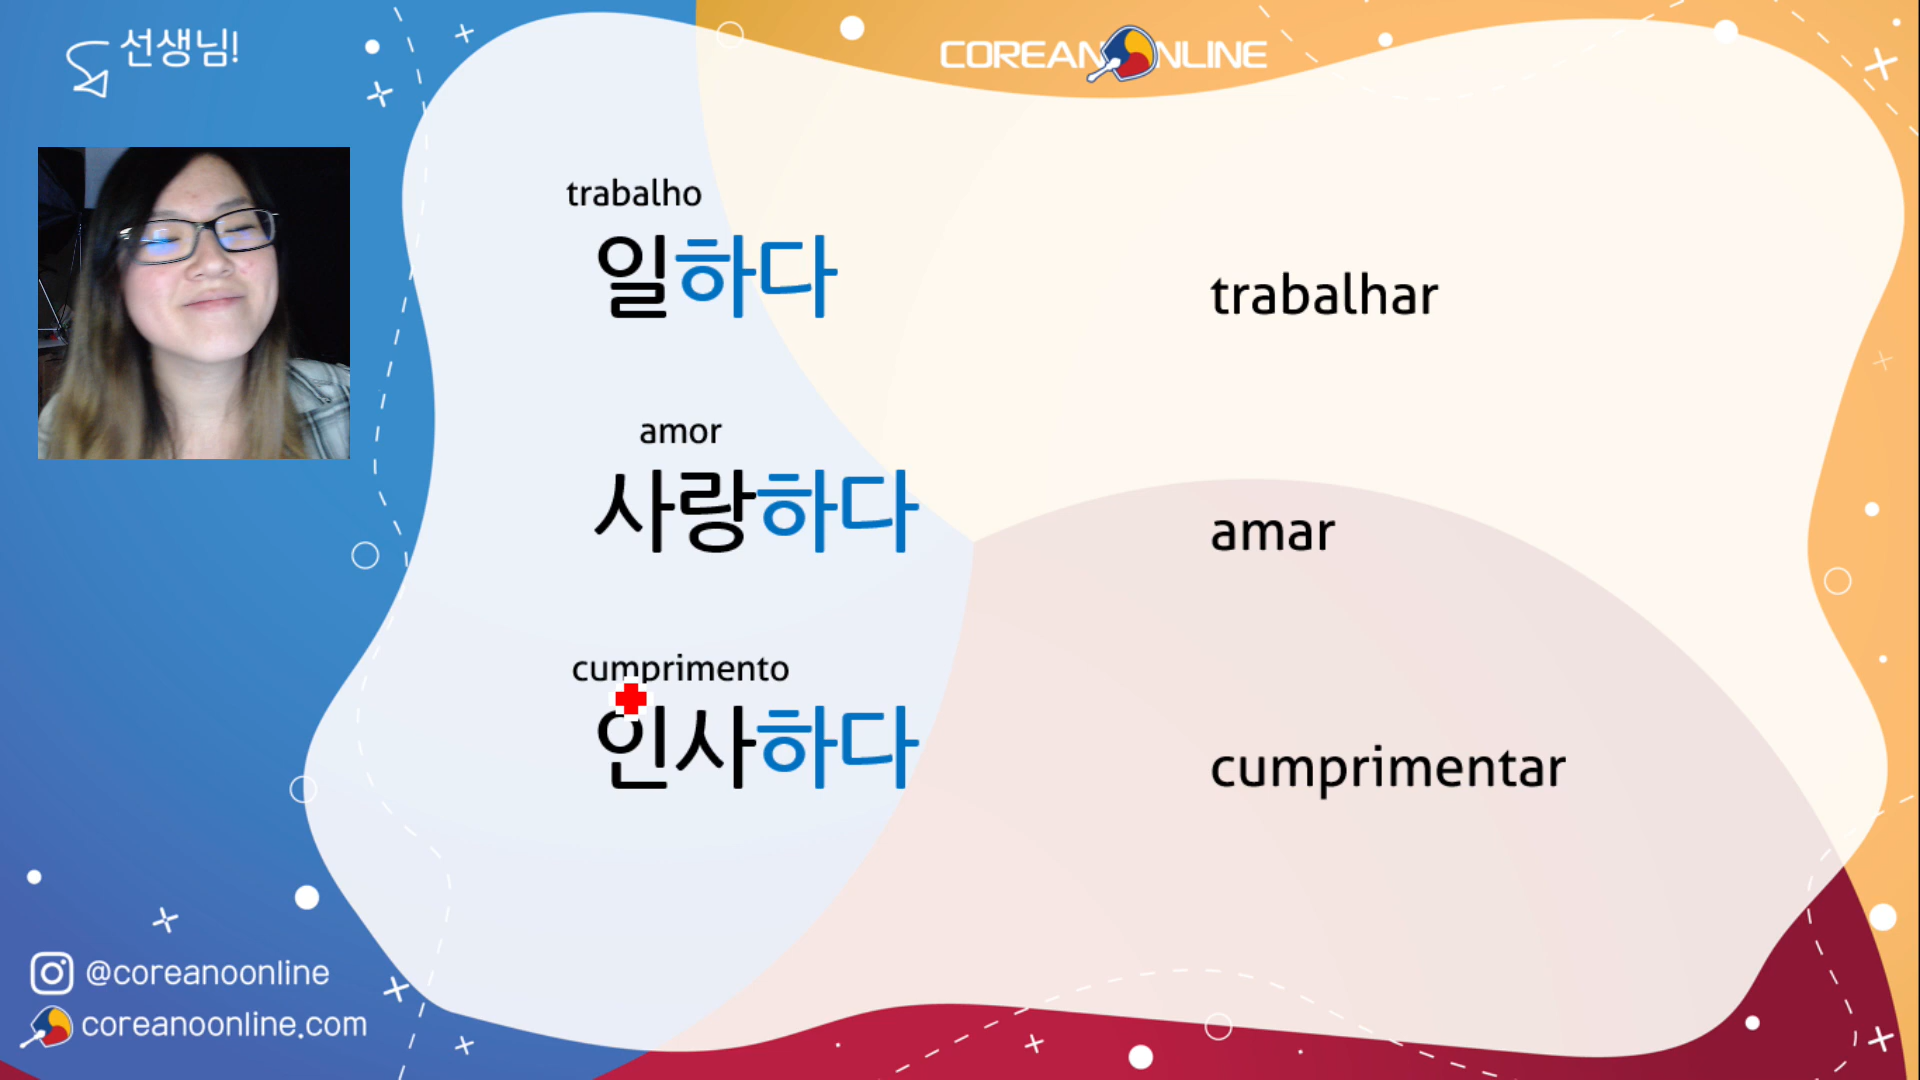 선생님!
COREANONLINE
trabalho
일하다
trabalhar
amor
사랑하다
amar
cumprimento
인사하다
cumprimentar
@coreanoonline
coreanoonline.com